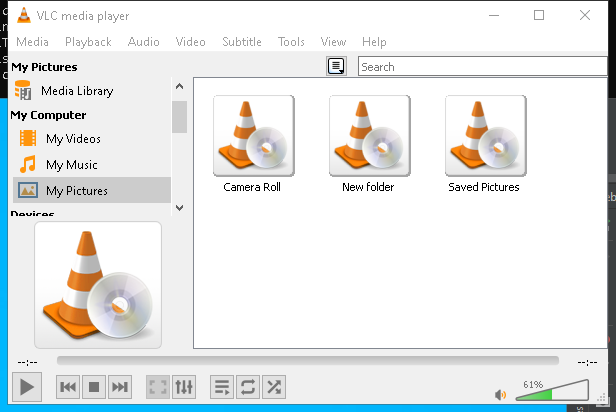 VLC media player
Media Playback Audio Video Subtitle Tools View Help
My Pictures
Search
Media Library
My Computer
My Videos
My Music
My Pictures
Devices
Camera Roll
New folder
Saved Pictures
--:--
--:--
61%